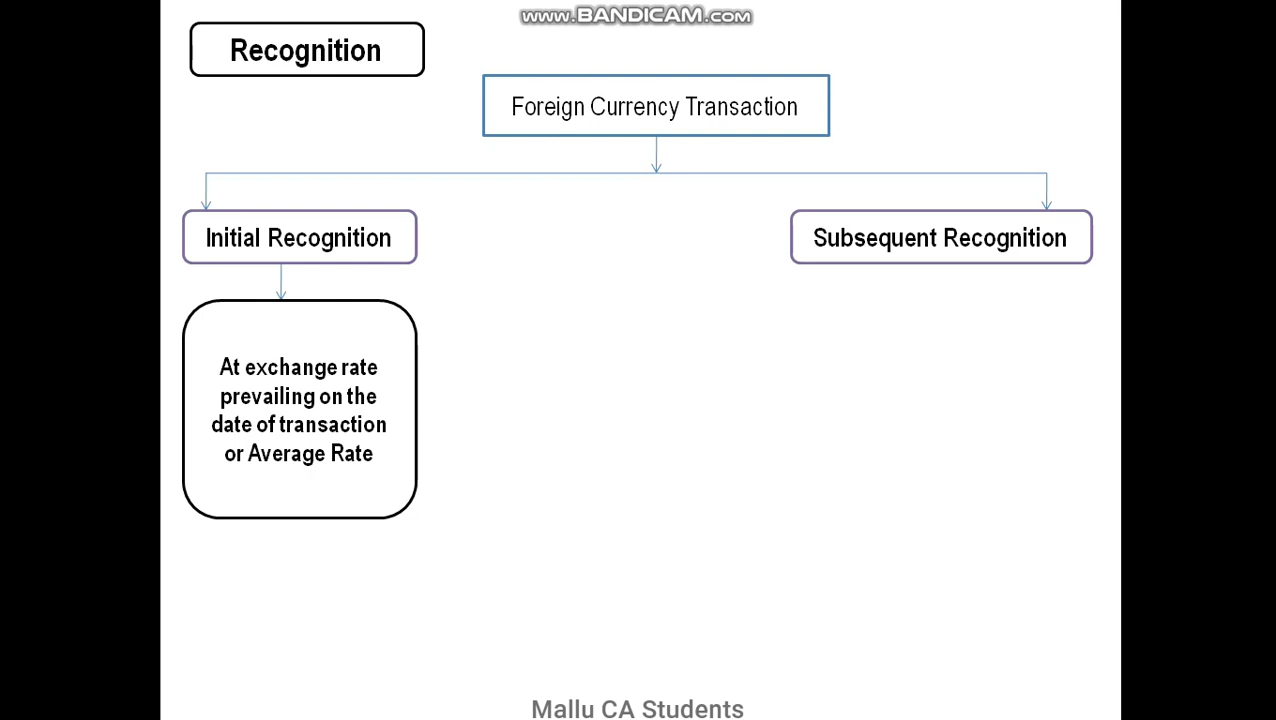 www.BANDICAM.com
Recognition
Foreign Currency Transaction
Initial Recognition
Subsequent Recognition
At exchange rate
prevailing on the
date of transaction
or Average Rate
Mallu CA Students